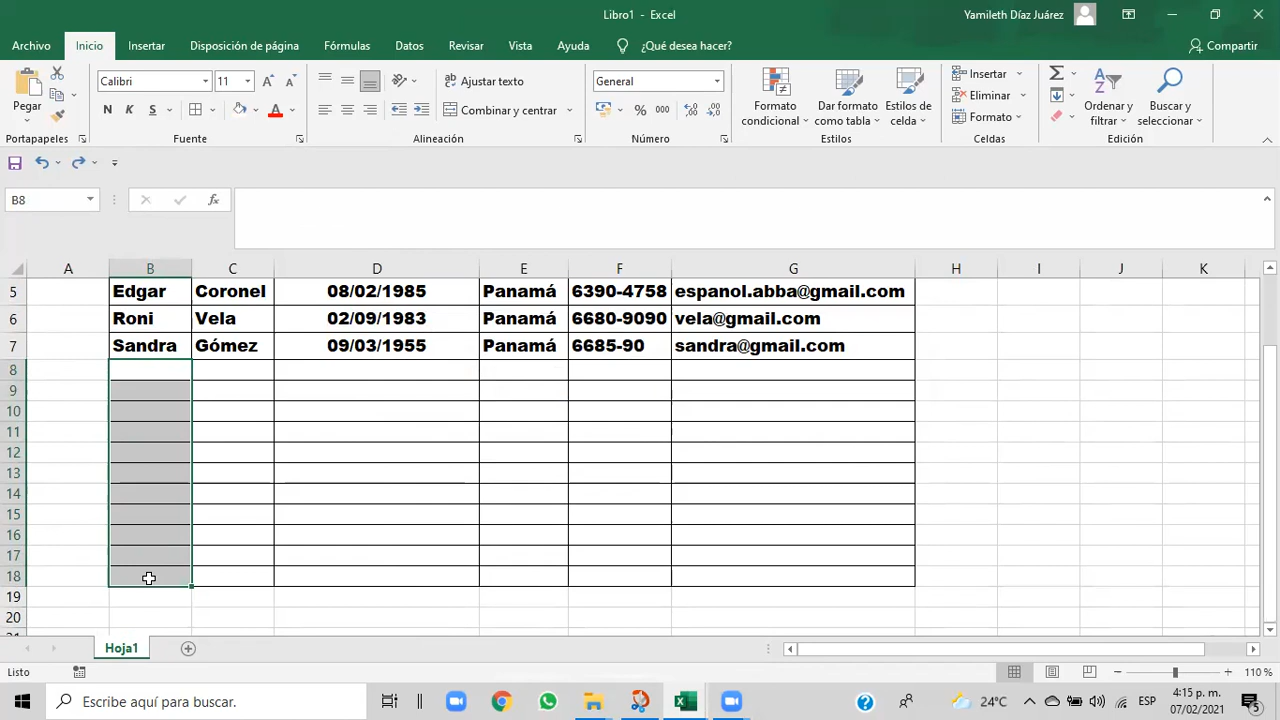 Libro1 - Excel
Yamileth Díaz Juárez
Archivo Inicio Insertar Disposición de página Fórmulas Datos Revisar Vista Ayuda ¿Qué desea hacer? Compartir
Pegar
Calibri 11
N K S
Ajustar texto
Combinar y centrar
General
% 000
Formato condicional
Dar formato como tabla
Estilos de celda
Insertar
Eliminar
Formato
Ordenar y filtrar
Buscar y seleccionar
Portapapeles Fuente Alineación Número Estilos Celdas Edición
B8 fx
A B C D E F G H I J K
5 Edgar Coronel 08/02/1985 Panamá 6390-4758 espanol.abba@gmail.com
6 Roni Vela 02/09/1983 Panamá 6680-9090 vela@gmail.com
7 Sandra Gómez 09/03/1955 Panamá 6685-90 sandra@gmail.com
8
9
10
11
12
13
14
15
16
17
18
19
20
Hoja1
Listo 110 %
Escribe aquí para buscar. 24°C ESP 4:15 p. m.
07/02/2021 5